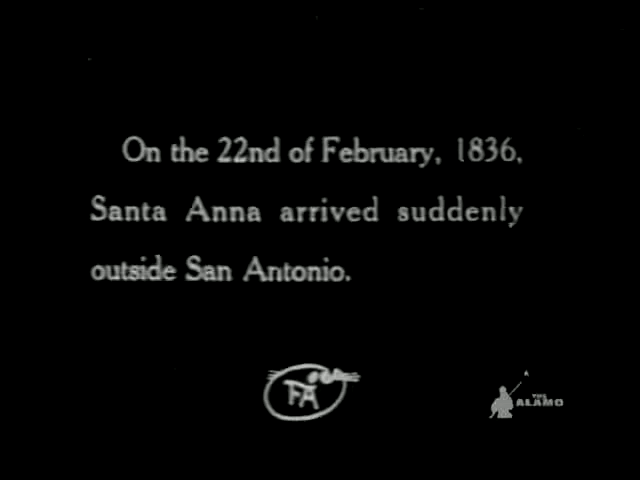 On the 22nd of February, 1836,
Santa Anna arrived suddenly
outside San Antonio.
FA
THE
ALAMO